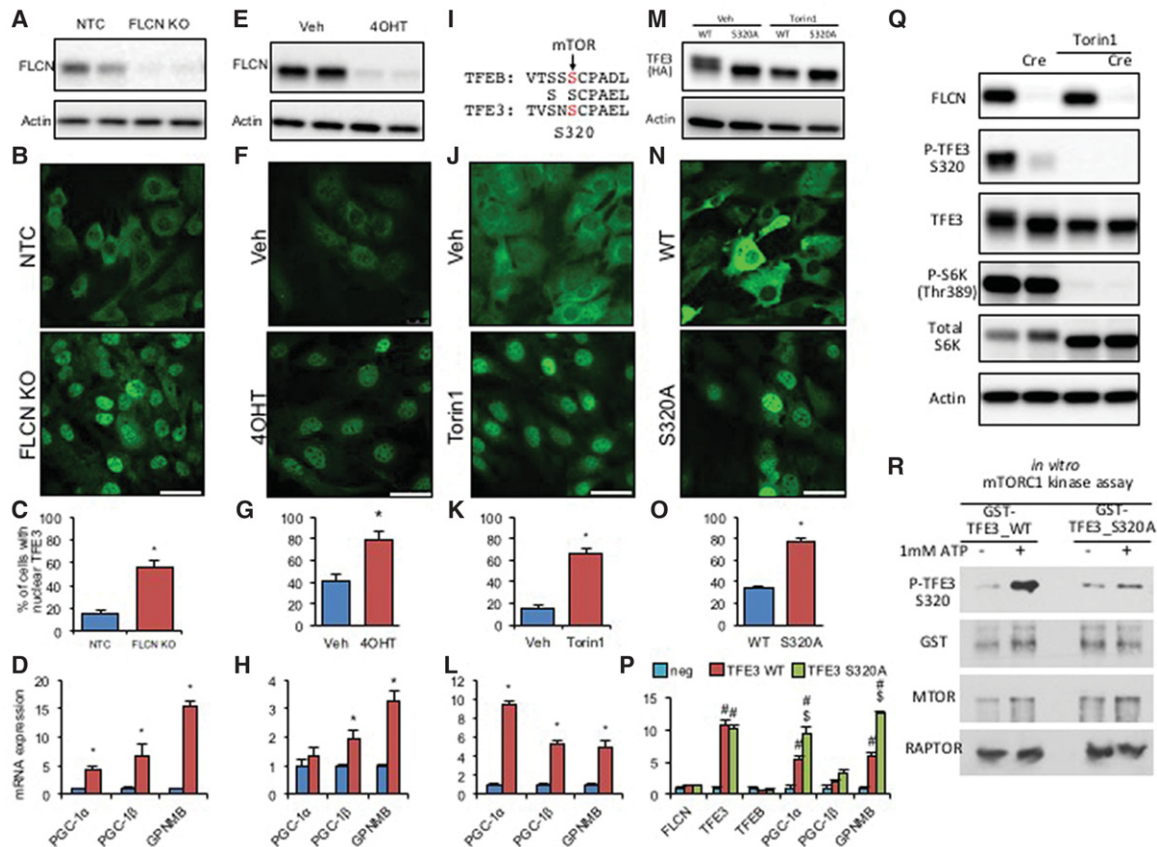 A
NTC FLCN KO
FLCN
Actin
B
NTC
FLCN KO
C
% of cells with
nuclear TFE3
100
80
60
40
20
0
*
NTC FLCN KO
D
mRNA expression
20
15
10
5
0
* * *
PGC-1α PGC-1β GPNMB
E
Veh 4OHT
FLCN
Actin
F
Veh
4OHT
G
100
80
60
40
20
0
*
Veh 4OHT
H
4
3
2
1
0
* *
PGC-1α PGC-1β GPNMB
I
mTOR
TFEB: VTSSSCPADL
S SCPAEL
TFE3: TVSNSCPAEL
S320
J
Veh
Torin1
K
100
80
60
40
20
0
*
Veh Torin1
L
12
10
8
6
4
2
0
* * *
PGC-1α PGC-1β GPNMB
M
Veh Torin1
WT S320A WT S320A
TFE3
(HA)
Actin
N
WT
S320A
O
100
80
60
40
20
0
*
WT S320A
P
neg TFE3 WT TFE3 S320A
15
10
5
0
# # # # $ # # $
FLCN TFE3 TFEB PGC-1α PGC-1β GPNMB
Q
Torin1
Cre Cre
FLCN
P-TFE3
S320
TFE3
P-S6K
(Thr389)
Total
S6K
Actin
R
in vitro
mTORC1 kinase assay
GST- GST-
TFE3_WT TFE3_S320A
1mM ATP - + - +
P-TFE3
S320
GST
MTOR
RAPTOR